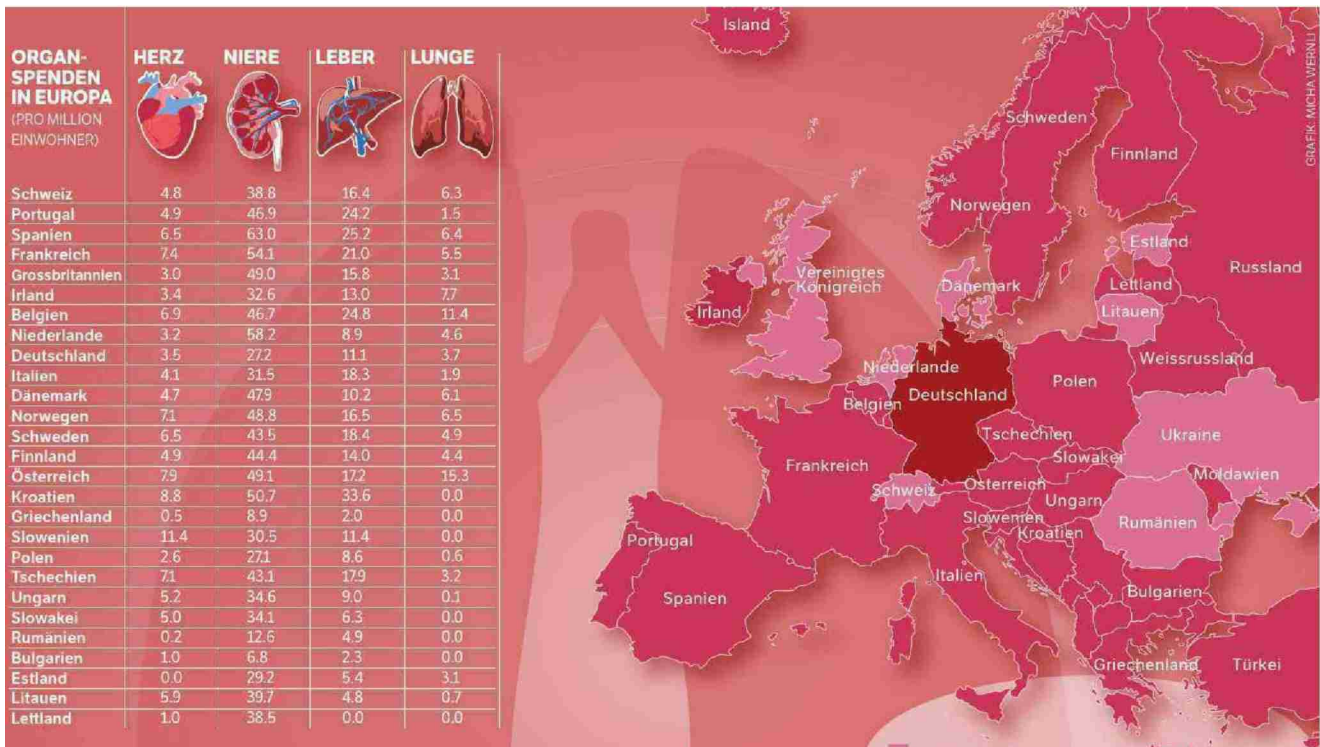 ORGAN-
SPENDEN
IN EUROPA
(PRO MILLION
EINWOHNER)
HERZ NIERE LEBER LUNGE
Schweiz 4.8 38.8 16.4 6.3
Portugal 4.9 46.9 24.2 1.5
Spanien 6.5 63.0 25.2 6.4
Frankreich 7.4 54.1 21.0 5.5
Grossbritannien 3.0 49.0 15.8 3.1
Irland 3.4 32.6 13.0 7.7
Belgien 6.9 46.7 24.8 11.4
Niederlande 3.2 58.2 8.9 4.6
Deutschland 3.5 27.2 11.1 3.7
Italien 4.1 31.5 18.3 1.9
Dänemark 4.7 47.9 10.2 6.1
Norwegen 7.1 48.8 16.5 6.5
Schweden 6.5 43.5 18.4 4.9
Finnland 4.9 44.4 14.0 4.4
Österreich 7.9 49.1 17.2 15.3
Kroatien 8.8 50.7 33.6 0.0
Griechenland 0.5 8.9 2.0 0.0
Slowenien 11.4 30.5 11.4 0.0
Polen 2.6 27.1 8.6 0.6
Tschechien 7.1 43.1 17.9 3.2
Ungarn 5.2 34.6 9.0 0.1
Slowakei 5.0 34.1 6.3 0.0
Rumänien 0.2 12.6 4.9 0.0
Bulgarien 1.0 6.8 2.3 0.0
Estland 0.0 29.2 5.4 3.1
Litauen 5.9 39.7 4.8 0.7
Lettland 1.0 38.5 0.0 0.0
Island
Schweden
Finnland
Norwegen
Estland
Russland
Vereinigtes
Königreich
Dänemark
Lettland
Irland
Litauen
Weissrussland
Niederlande
Polen
Deutschland
Belgien
Tschechien
Ukraine
Slowakei
Frankreich
Moldawien
Schweiz
Österreich
Ungarn
Slowenien
Rumänien
Kroatien
Portugal
Italien
Bulgarien
Spanien
Griechenland
Türkei
GRAFIK: MICHA WERNLI